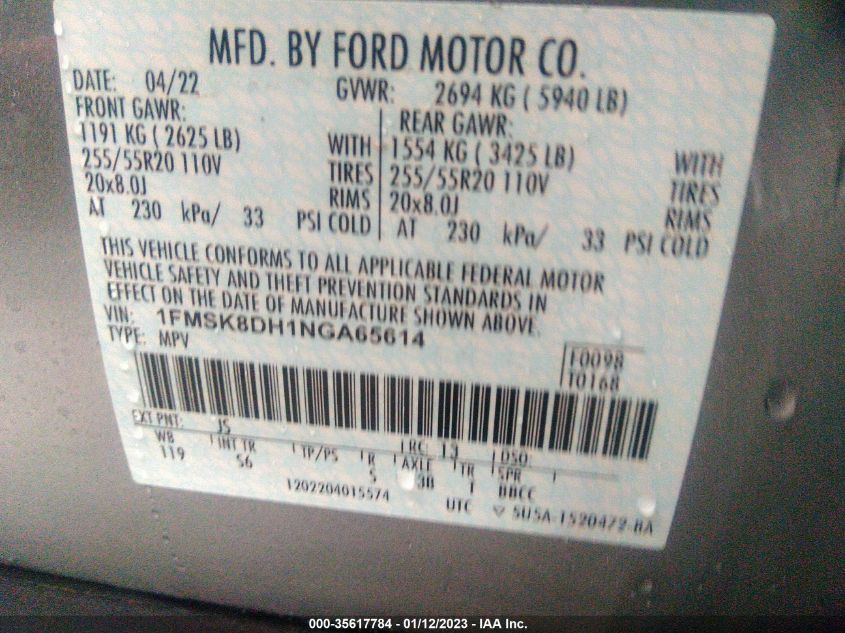 MFD. BY FORD MOTOR CO.
DATE: 04/22 GVWR: 2694 KG ( 5940 LB)
FRONT GAWR: REAR GAWR:
1191 KG ( 2625 LB) WITH 1554 KG ( 3425 LB) WITH
255/55R20 110V TIRES 255/55R20 110V TIRES
20x8.0J RIMS 20x8.0J RIMS
AT 230 kPa/ 33 PSI COLD AT 230 kPa/ 33 PSI COLD
THIS VEHICLE CONFORMS TO ALL APPLICABLE FEDERAL MOTOR
VEHICLE SAFETY AND THEFT PREVENTION STANDARDS IN
EFFECT ON THE DATE OF MANUFACTURE SHOWN ABOVE.
VIN: 1FMSK8DH1NGA65614
TYPE: MPV
F0098
T0168
EXT PNT: JS RC: 13 DSO:
WB INT TR TP/PS R AXLE TR SPR
119 S6 5 3B 1 BBCC
1202204015574 UTC ▽ 5U5A-1520472-BA
000-35617784 - 01/12/2023 - IAA Inc.